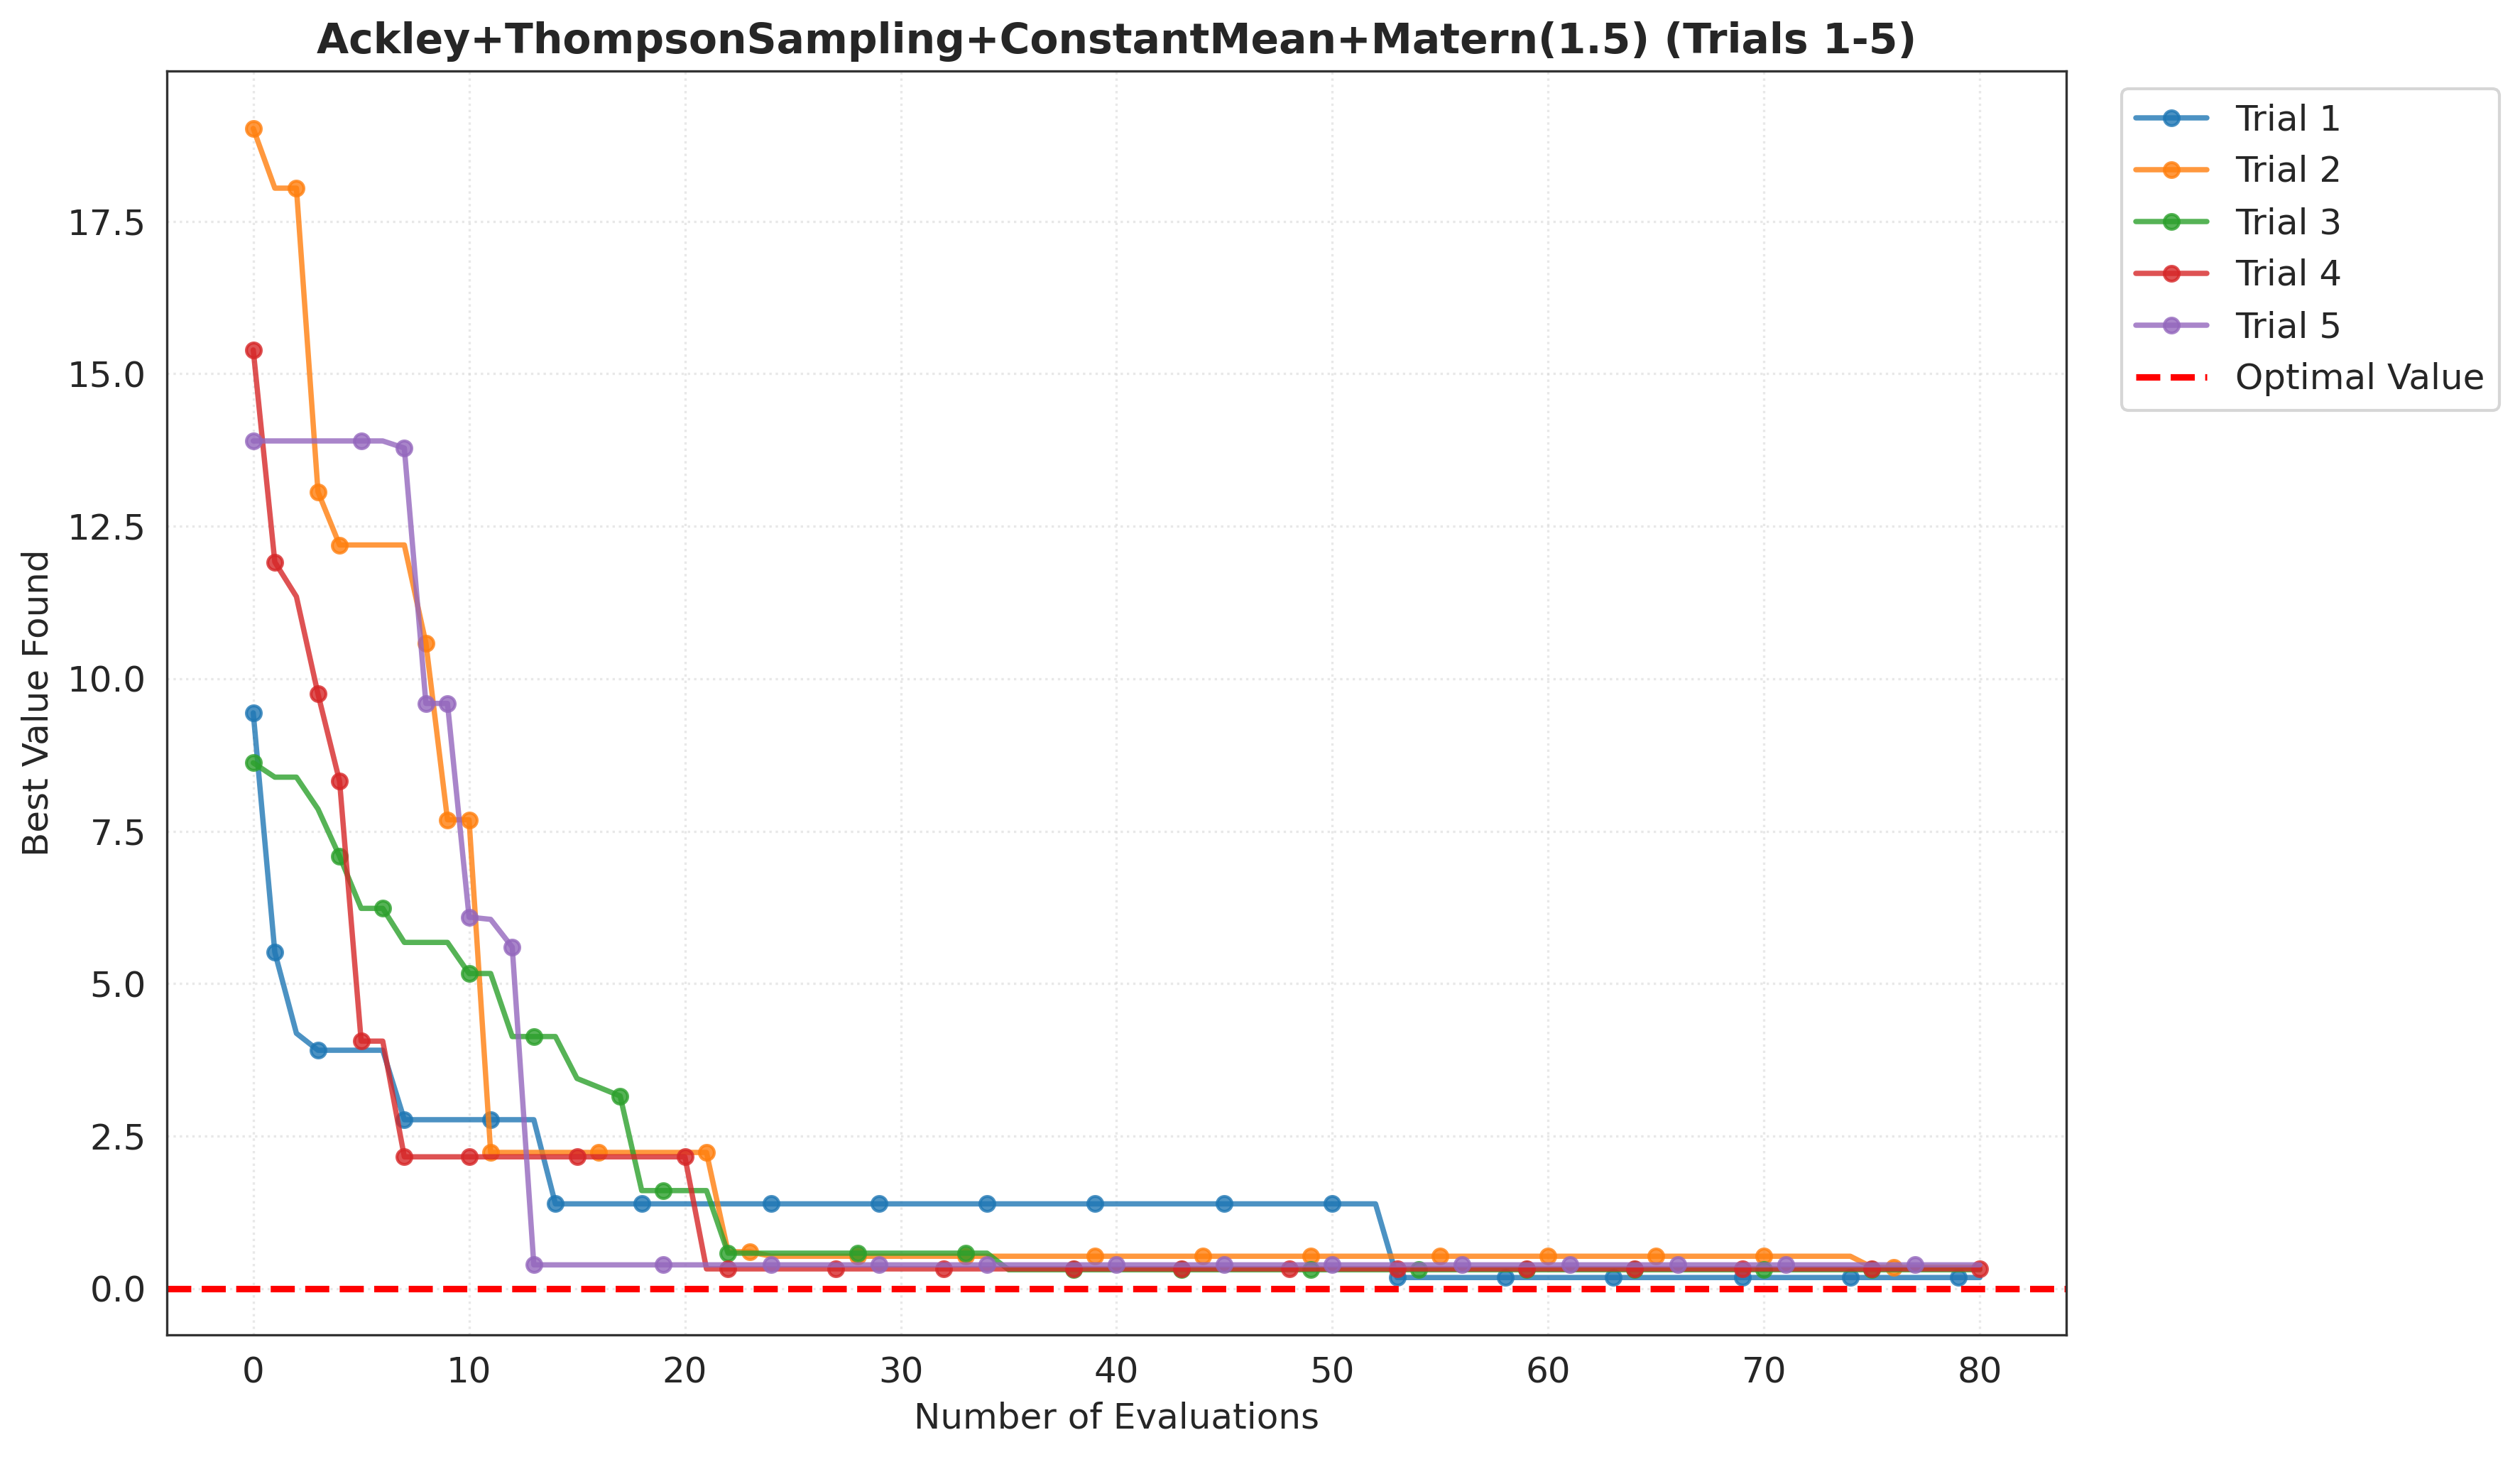 Ackley+ThompsonSampling+ConstantMean+Matern(1.5) (Trials 1-5)
Best Value Found
17.5
15.0
12.5
10.0
7.5
5.0
2.5
0.0
0 10 20 30 40 50 60 70 80
Number of Evaluations
Trial 1
Trial 2
Trial 3
Trial 4
Trial 5
Optimal Value